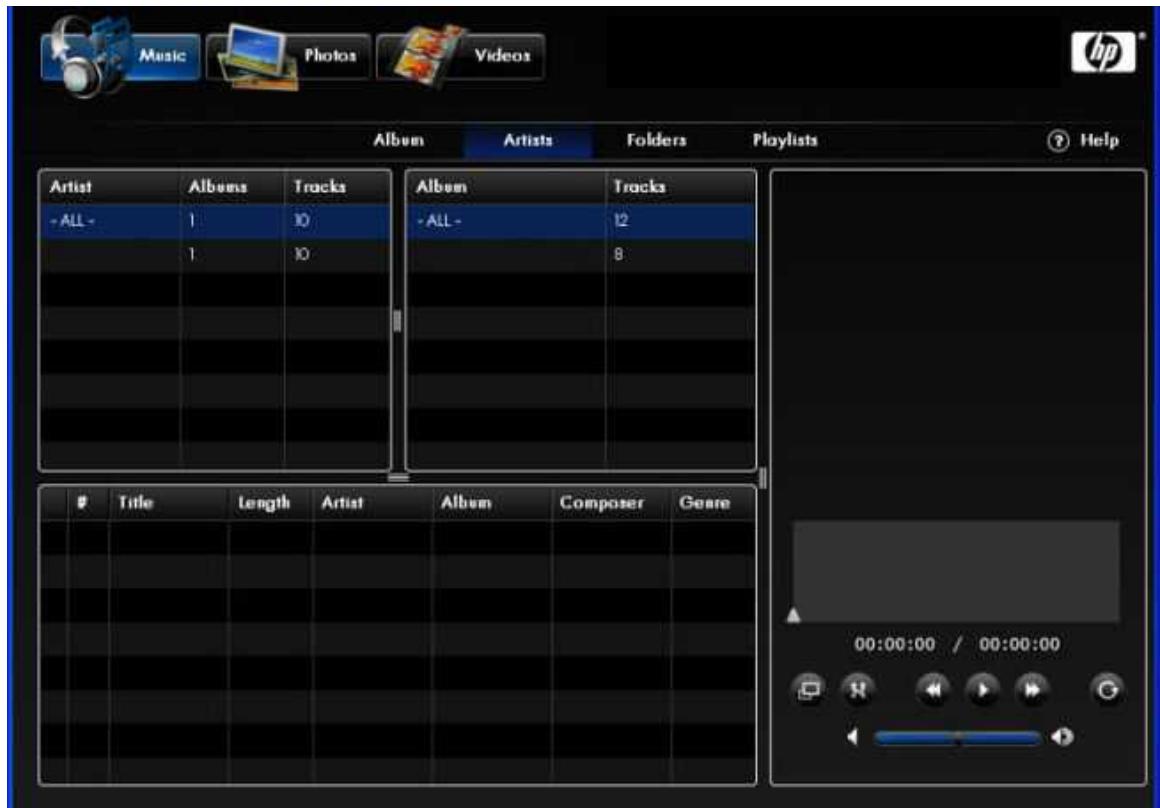 Music Photos Videos hp
Album Artists Folders Playlists ? Help
Artist Albums Tracks
- ALL - 1 10
1 10
Album Tracks
- ALL - 12
8
# Title Length Artist Album Composer Genre
00:00:00 / 00:00:00